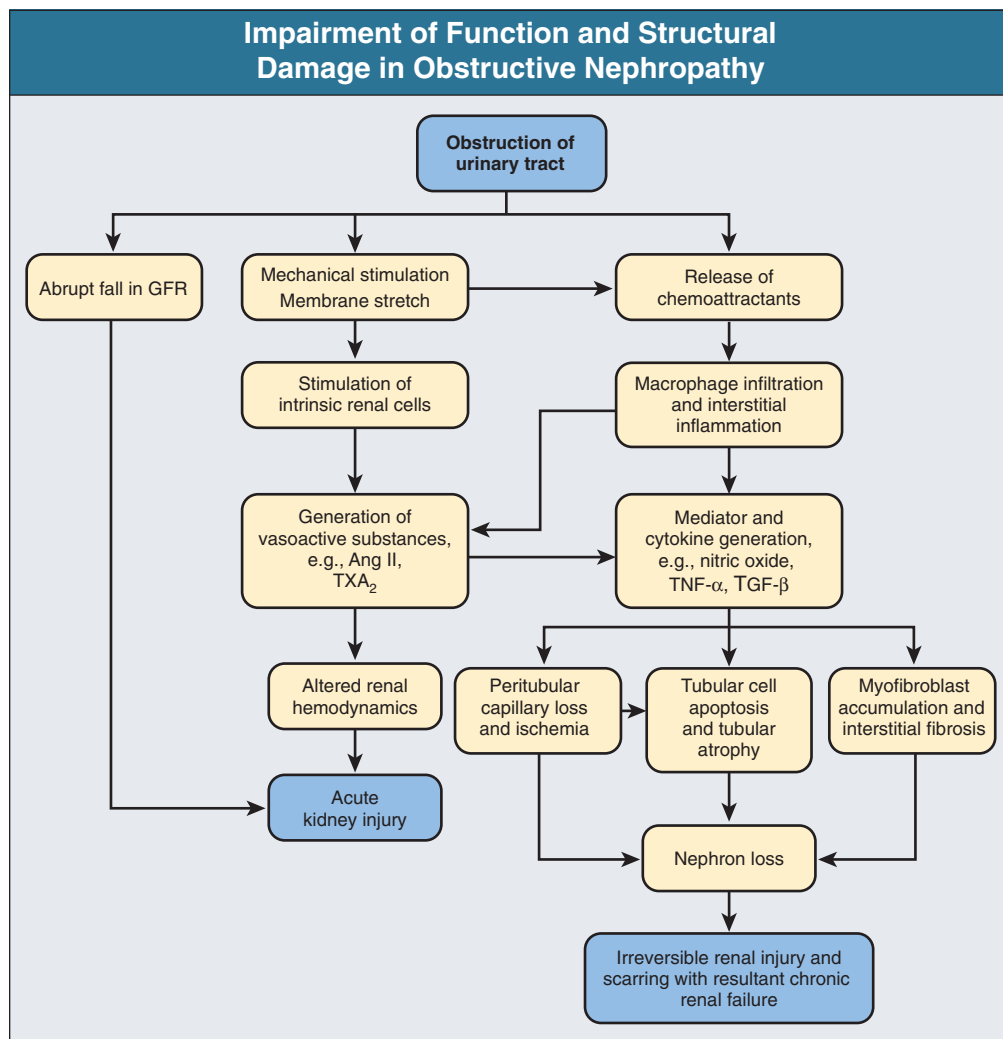 Impairment of Function and Structural
Damage in Obstructive Nephropathy
Obstruction of
urinary tract
Abrupt fall in GFR
Mechanical stimulation
Membrane stretch
Release of
chemoattractants
Stimulation of
intrinsic renal cells
Macrophage infiltration
and interstitial
inflammation
Generation of
vasoactive substances,
e.g., Ang II,
TXA₂
Mediator and
cytokine generation,
e.g., nitric oxide,
TNF-α, TGF-β
Altered renal
hemodynamics
Peritubular
capillary loss
and ischemia
Tubular cell
apoptosis
and tubular
atrophy
Myofibroblast
accumulation and
interstitial fibrosis
Acute
kidney injury
Nephron loss
Irreversible renal injury and
scarring with resultant chronic
renal failure